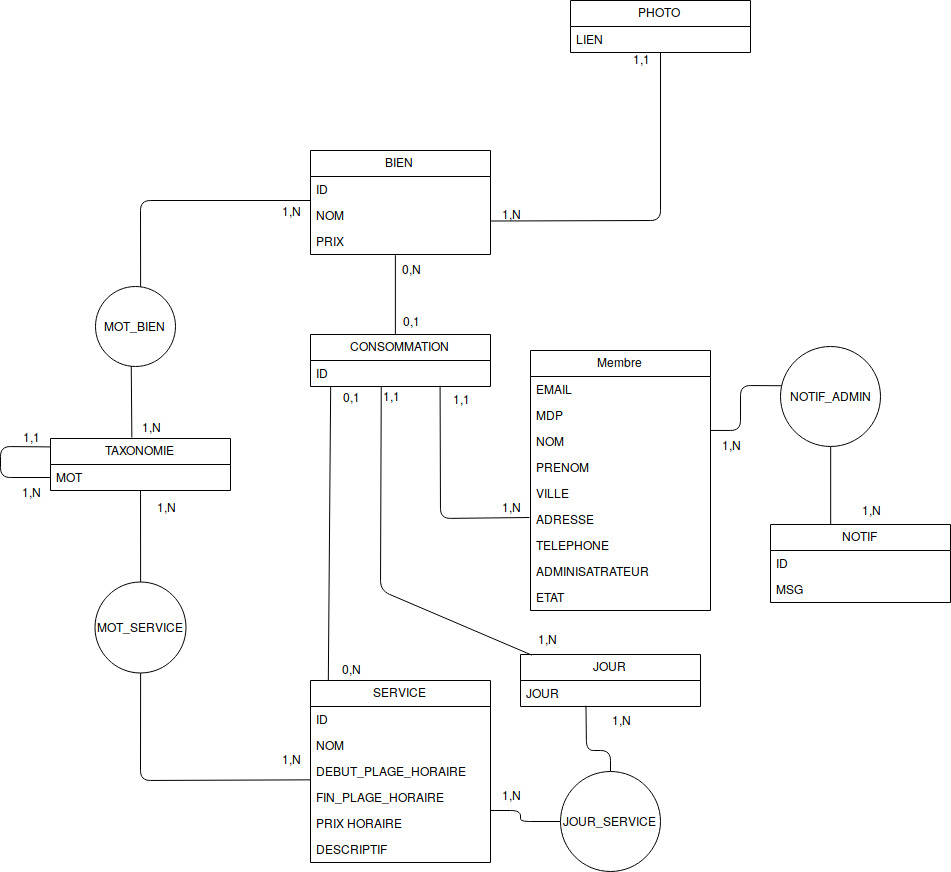 PHOTO
LIEN
1,1
BIEN
ID
NOM
PRIX
1,N
1,N
0,N
MOT_BIEN
0,1
CONSOMMATION
ID
0,1
1,1
1,1
Membre
EMAIL
MDP
NOM
PRENOM
VILLE
ADRESSE
TELEPHONE
ADMINISATRATEUR
ETAT
1,N
NOTIF_ADMIN
1,N
1,N
NOTIF
ID
MSG
1,N
TAXONOMIE
MOT
1,1
1,N
1,N
MOT_SERVICE
1,N
JOUR
JOUR
1,N
0,N
SERVICE
ID
NOM
DEBUT_PLAGE_HORAIRE
FIN_PLAGE_HORAIRE
PRIX HORAIRE
DESCRIPTIF
1,N
1,N
JOUR_SERVICE